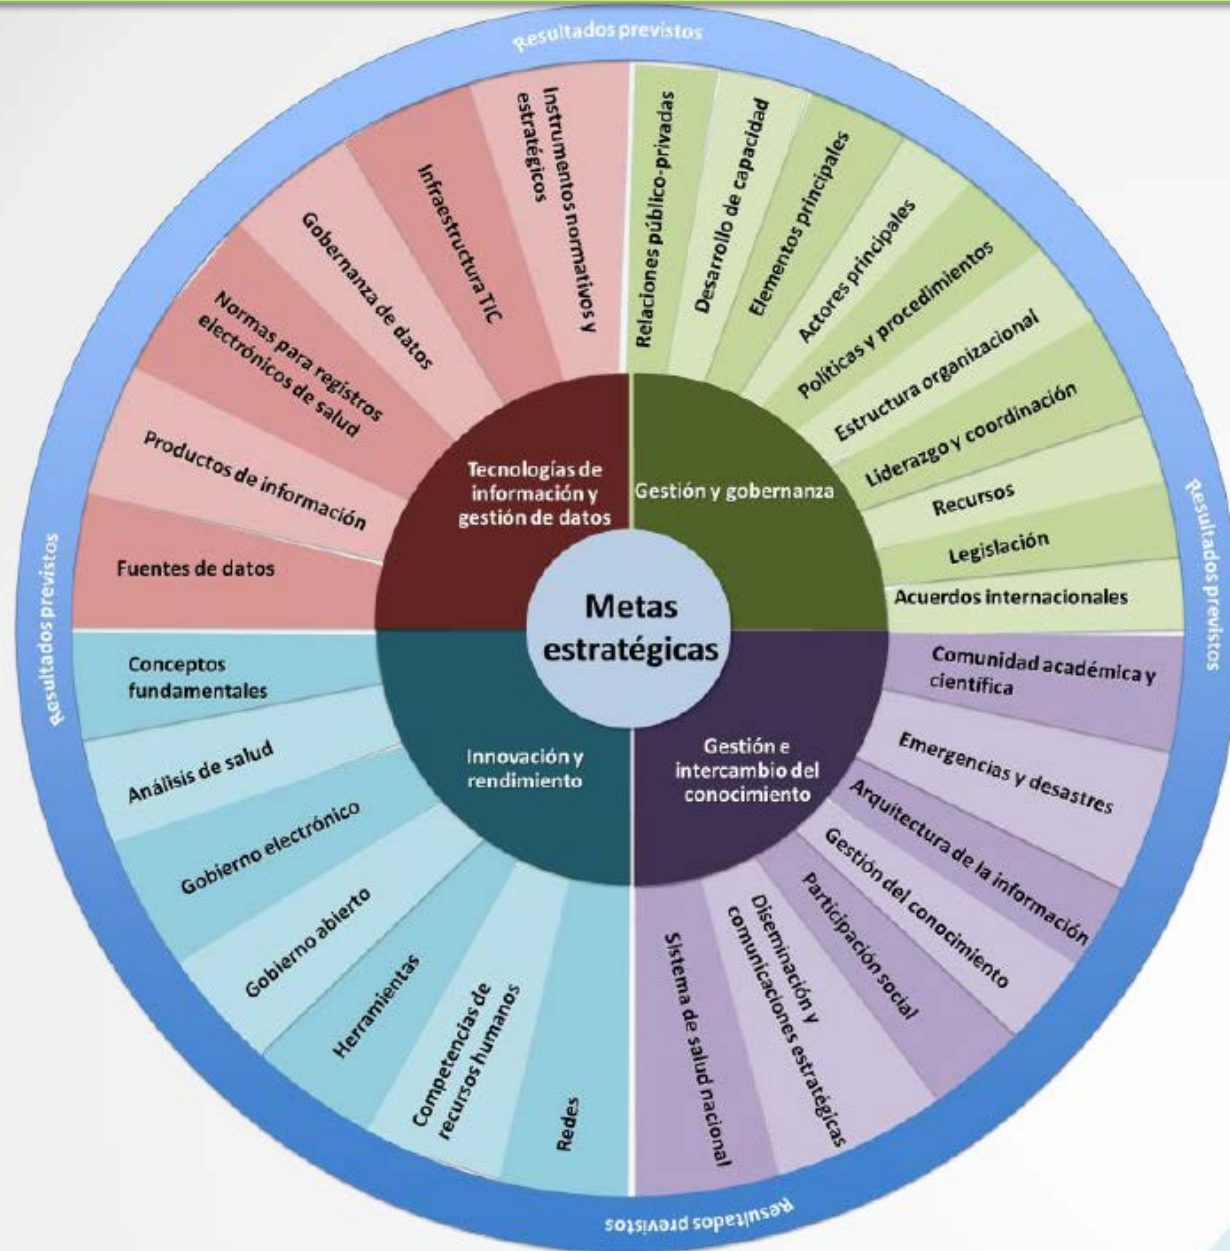 Resultados previstos
Instrumentos normativos y
estratégicos
Infraestructura TIC
Gobernanza de datos
Normas para registros
electrónicos de salud
Productos de información
Fuentes de datos
Relaciones público-privadas
Desarrollo de capacidad
Elementos principales
Actores principales
Políticas y procedimientos
Estructura organizacional
Liderazgo y coordinación
Recursos
Legislación
Acuerdos internacionales
Resultados previstos
Resultados previstos
Tecnologías de
información y
gestión de datos
Gestión y gobernanza
Metas
estratégicas
Innovación y
rendimiento
Gestión e
intercambio del
conocimiento
Conceptos
fundamentales
Análisis de salud
Gobierno electrónico
Gobierno abierto
Herramientas
Competencias de
recursos humanos
Redes
Comunidad académica y
científica
Emergencias y desastres
Arquitectura de la información
Gestión del conocimiento
Participación social
Diseminación y
comunicaciones estratégicas
Sistema de salud nacional
Resultados previstos